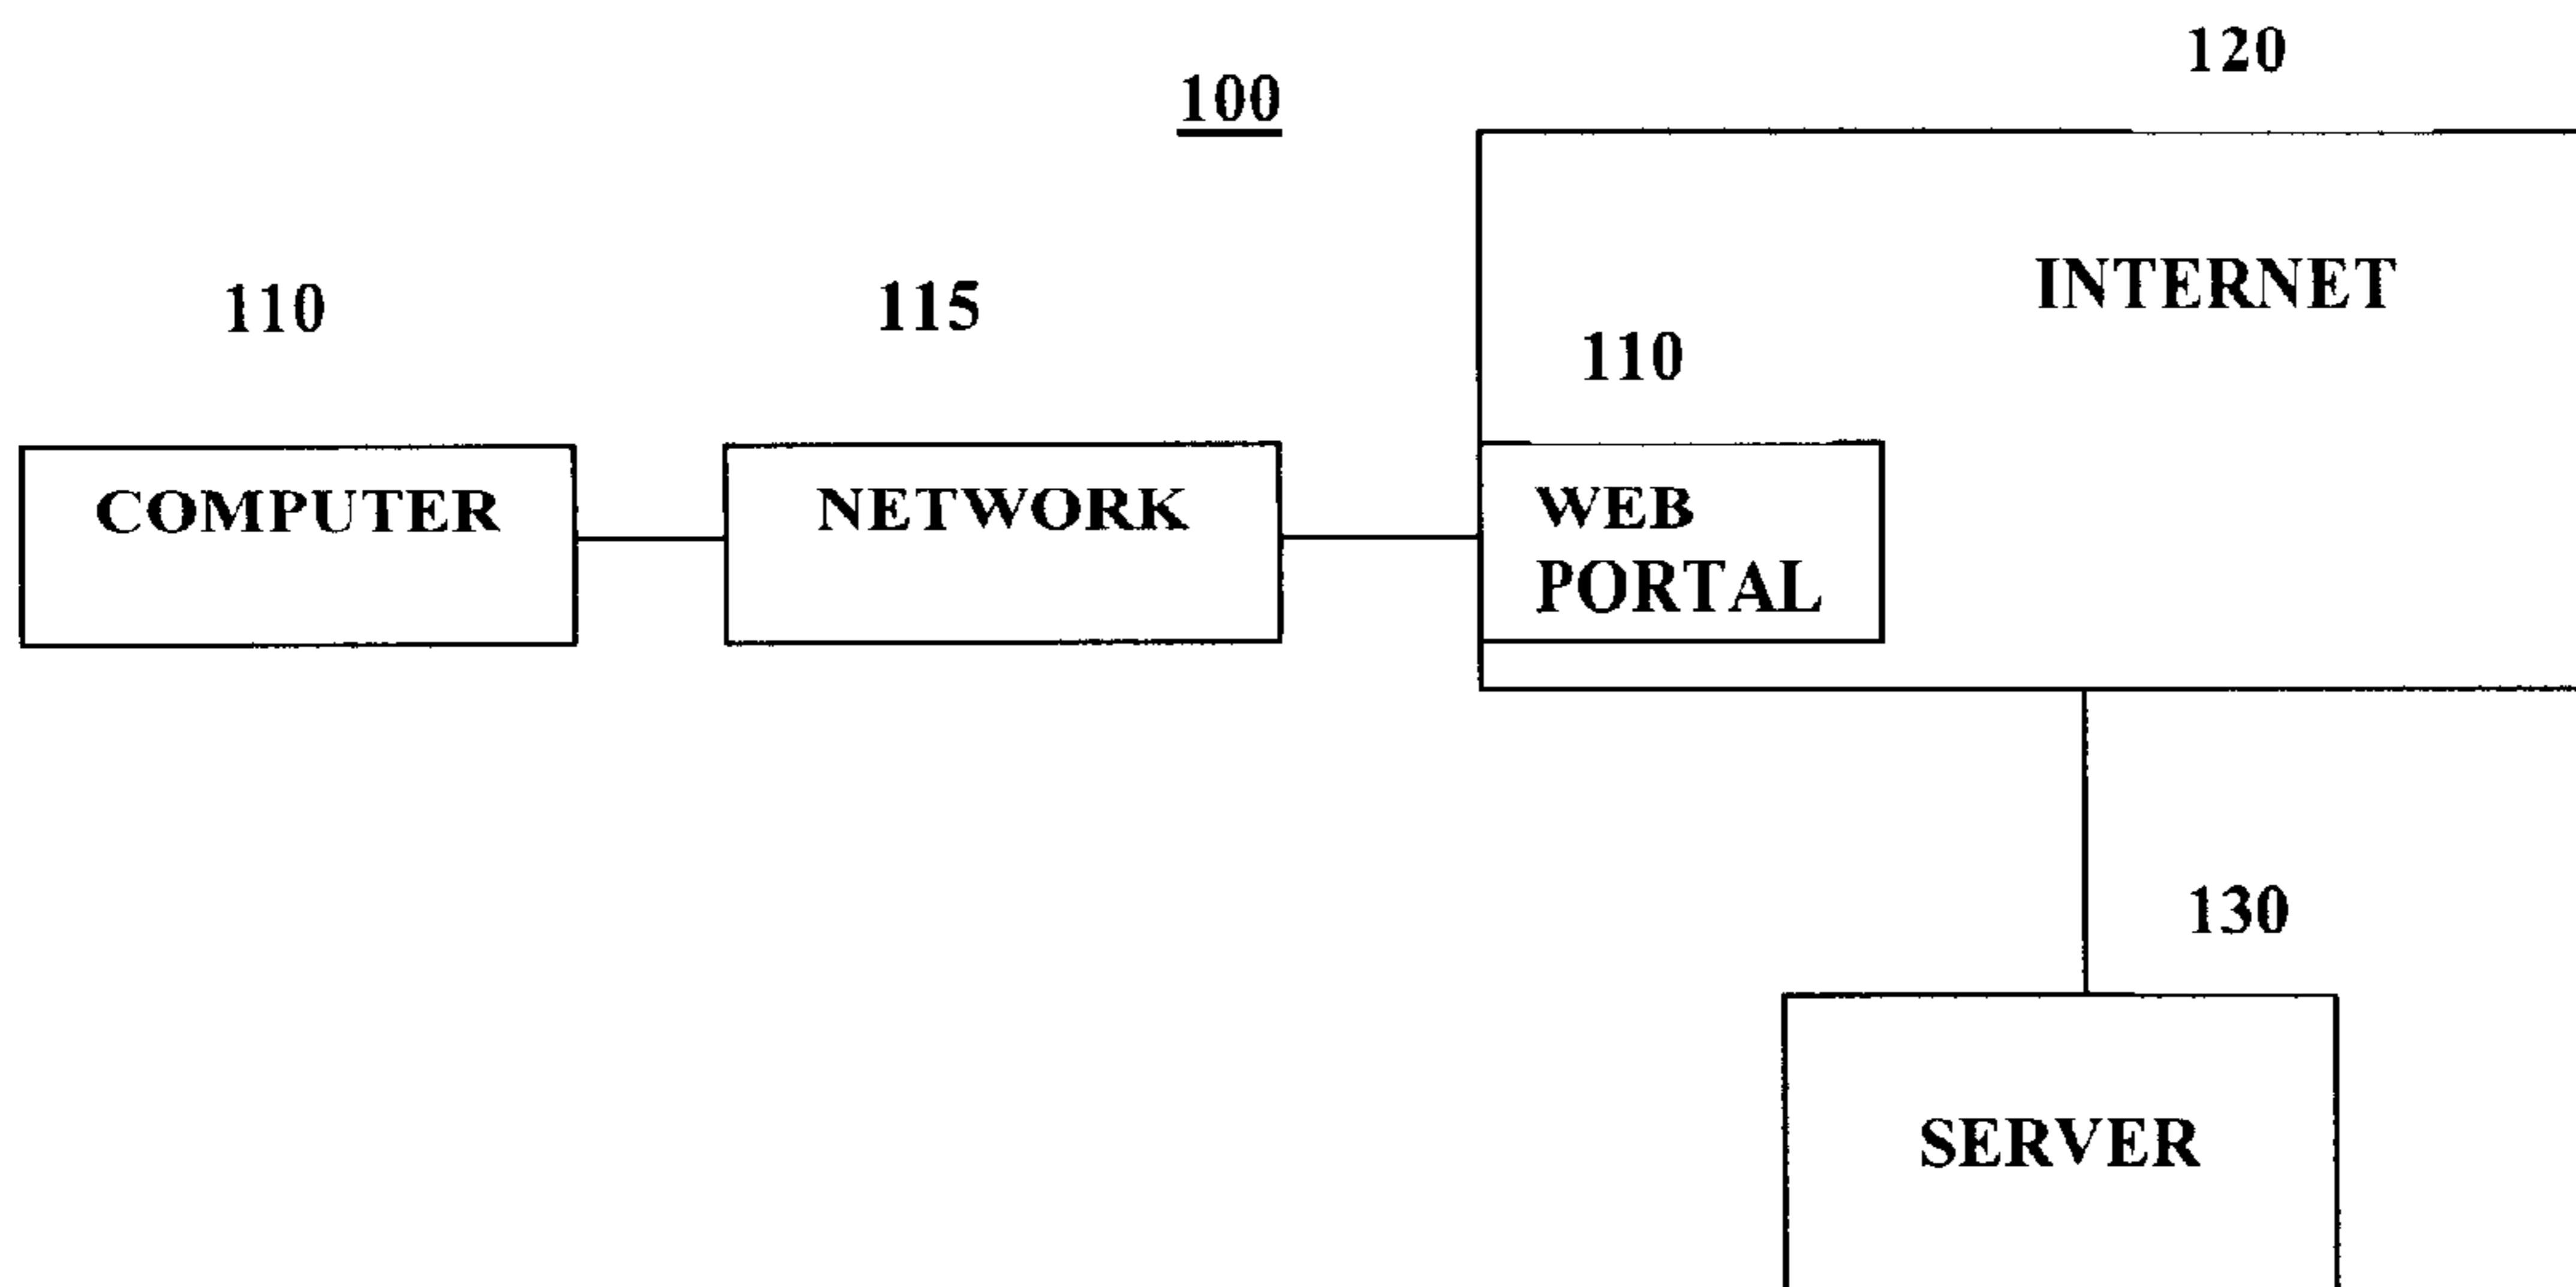 120
100
INTERNET
110
115
110
COMPUTER
NETWORK
WEB
PORTAL
130
SERVER